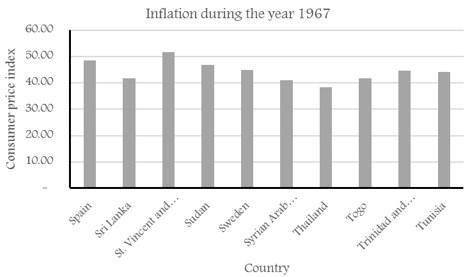 Inflation during the year 1967
Consumer price index
60.00
50.00
40.00
30.00
20.00
10.00
-
Spain
Sri Lanka
St. Vincent and...
Sudan
Sweden
Syrian Arab...
Thailand
Togo
Trinidad and...
Tunisia
Country